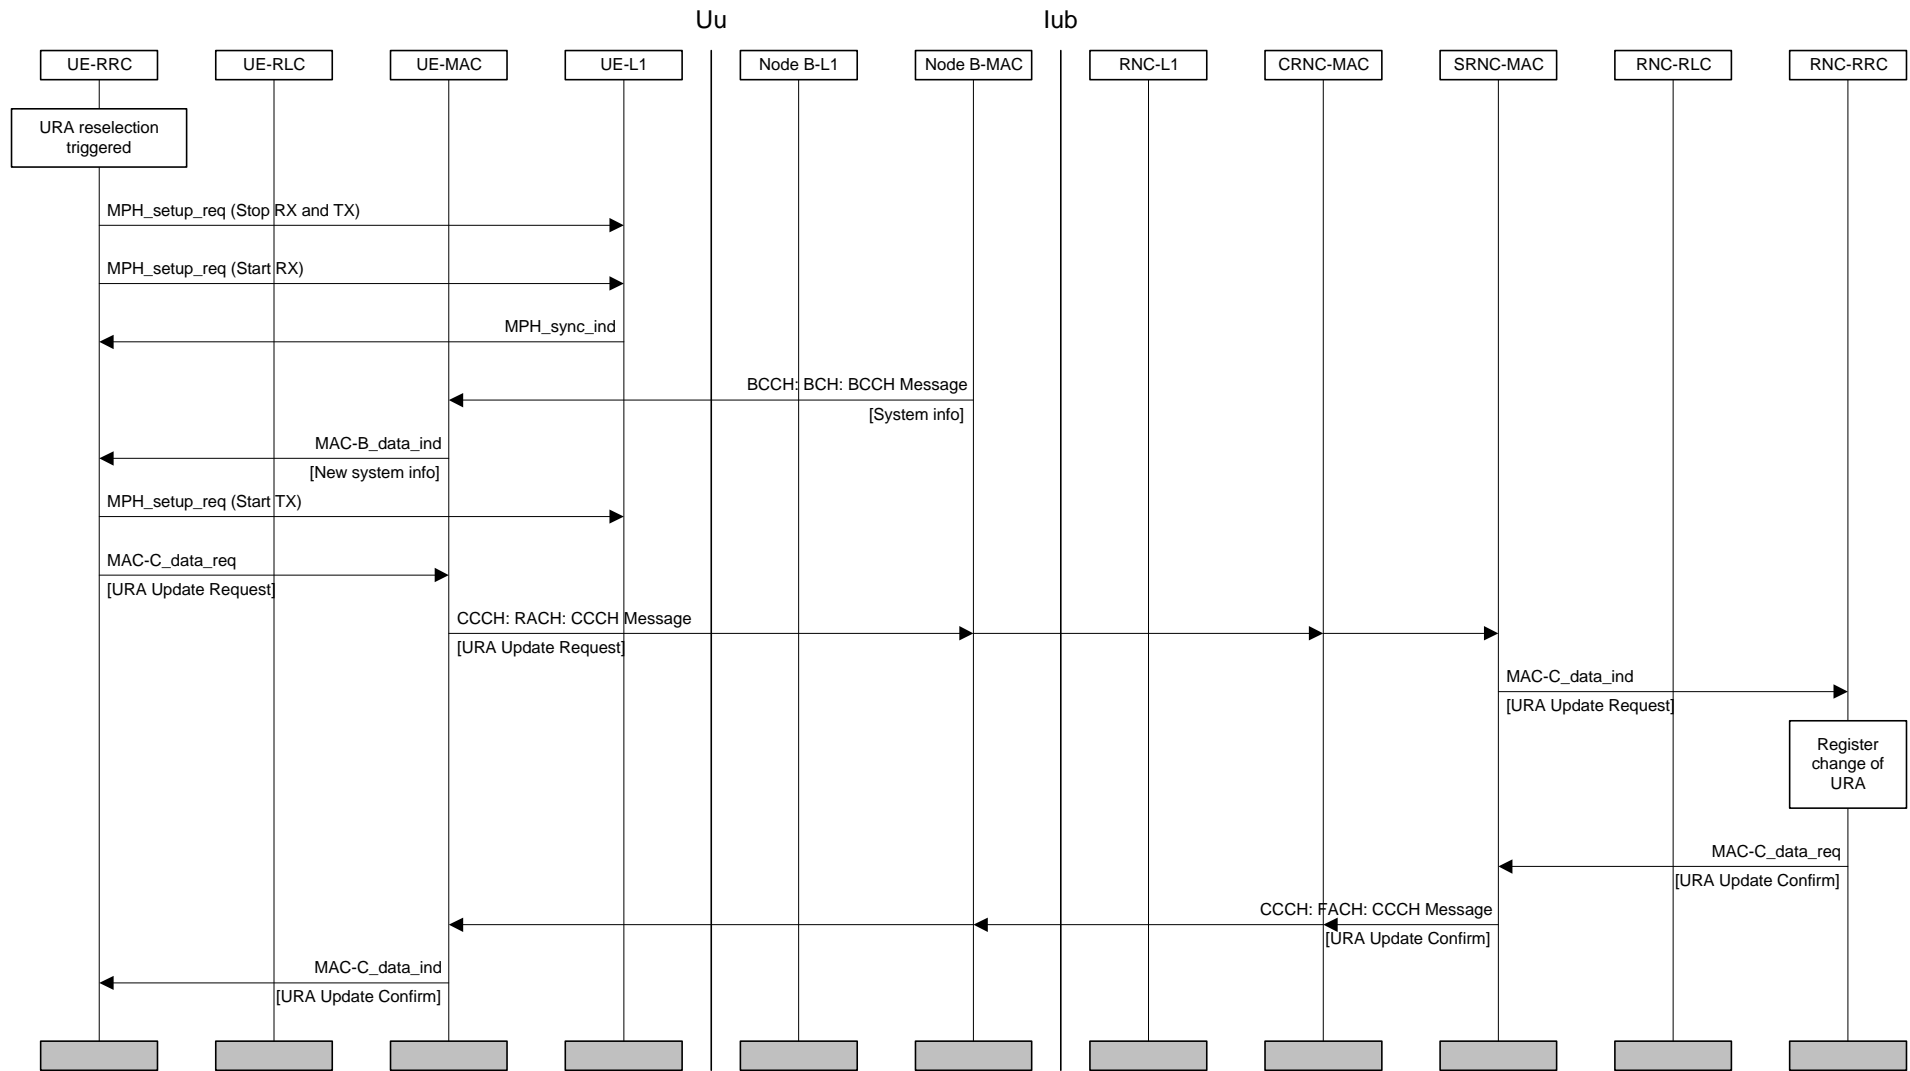 Uu
Iub
UE-RRC
UE-RLC
UE-MAC
UE-L1
Node B-L1
Node B-MAC
RNC-L1
CRNC-MAC
SRNC-MAC
RNC-RLC
RNC-RRC
URA reselection
triggered
MPH_setup_req (Stop RX and TX)
MPH_setup_req (Start RX)
MPH_sync_ind
BCCH: BCH: BCCH Message
[System info]
MAC-B_data_ind
[New system info]
MPH_setup_req (Start TX)
MAC-C_data_req
[URA Update Request]
CCCH: RACH: CCCH Message
[URA Update Request]
MAC-C_data_ind
[URA Update Request]
Register
change of
URA
MAC-C_data_req
[URA Update Confirm]
CCCH: FACH: CCCH Message
[URA Update Confirm]
MAC-C_data_ind
[URA Update Confirm]